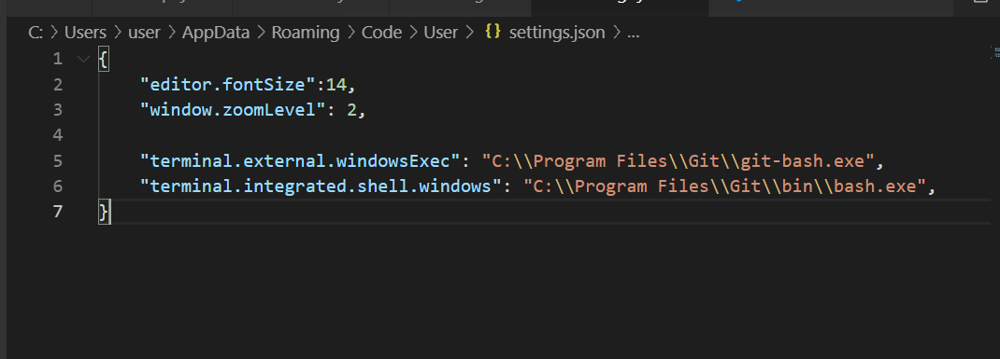 C: > Users > user > AppData > Roaming > Code > User > {} settings.json > ...
1 {
2 "editor.fontSize":14,
3 "window.zoomLevel": 2,
4
5 "terminal.external.windowsExec": "C:\\Program Files\\Git\\git-bash.exe",
6 "terminal.integrated.shell.windows": "C:\\Program Files\\Git\\bin\\bash.exe",
7 }